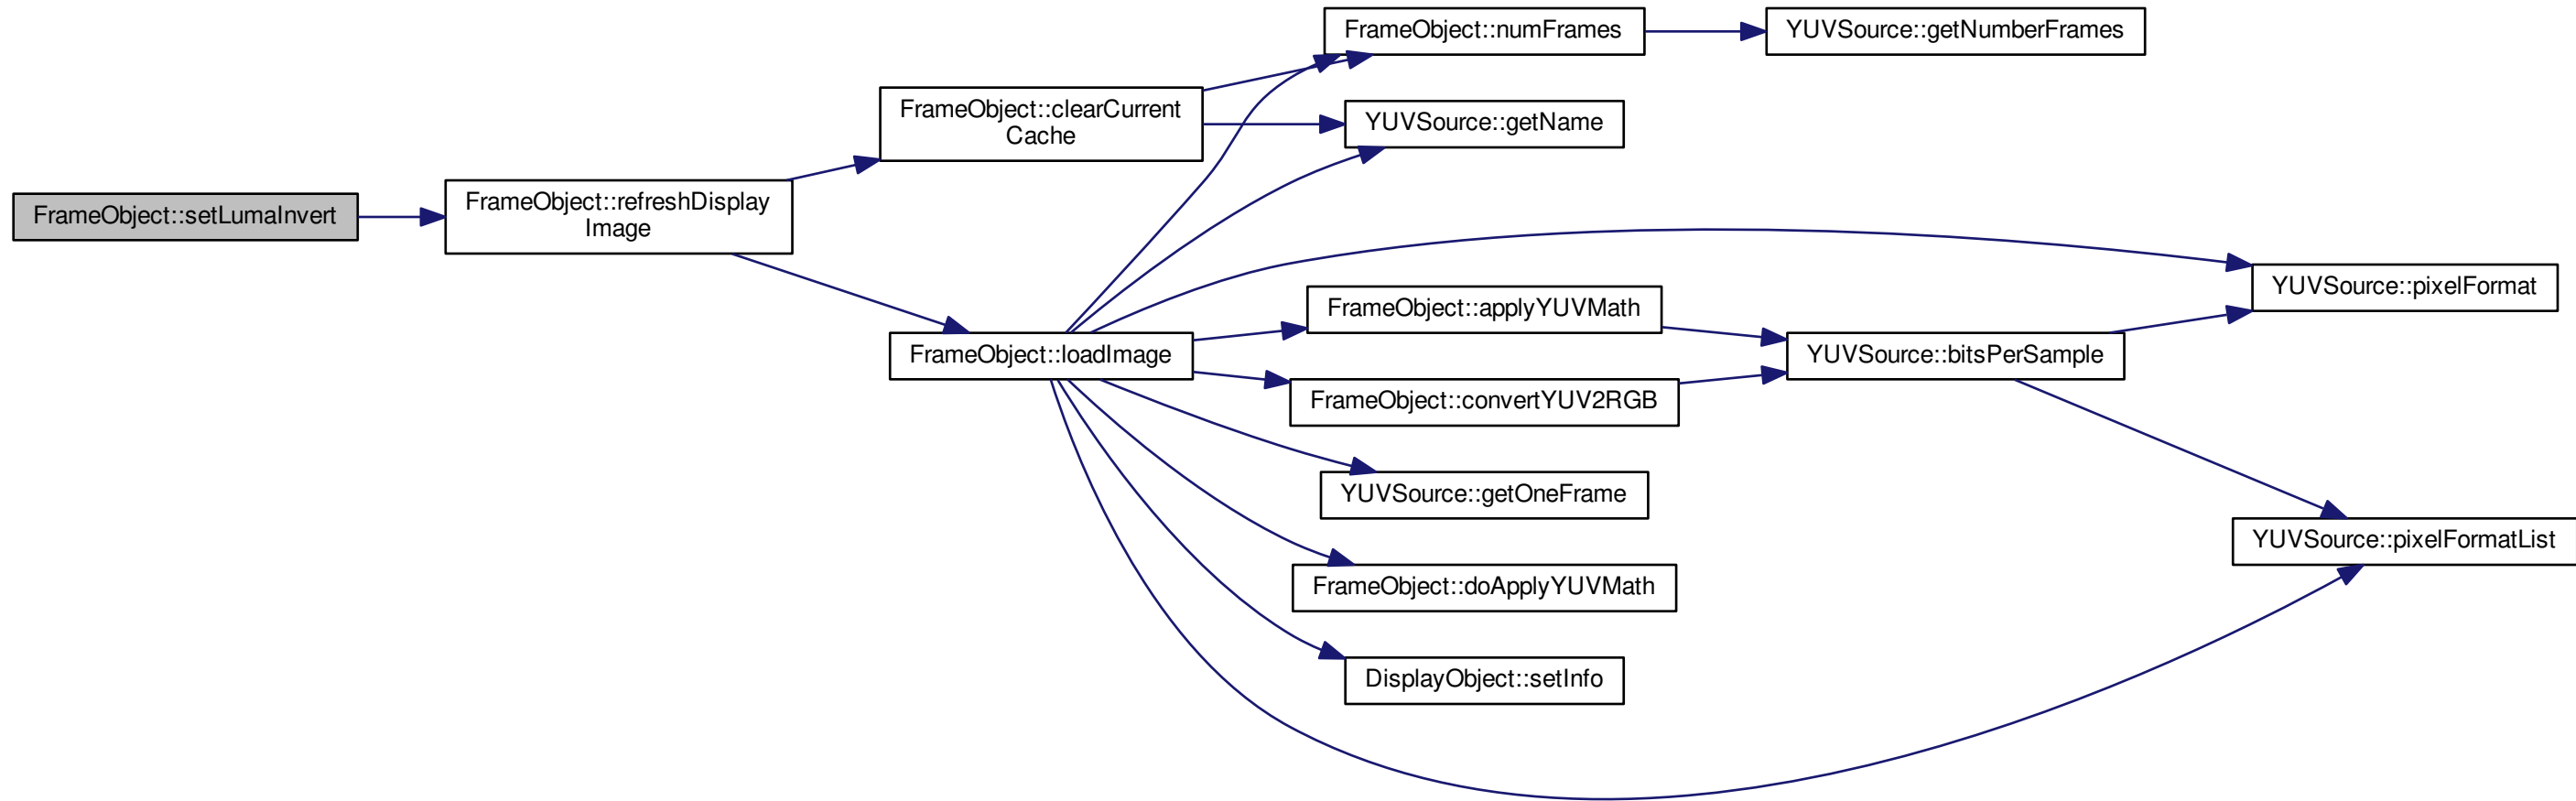 FrameObject::setLumaInvert
FrameObject::refreshDisplay
Image
FrameObject::clearCurrent
Cache
FrameObject::loadImage
FrameObject::numFrames
YUVSource::getName
FrameObject::applyYUVMath
FrameObject::convertYUV2RGB
YUVSource::getOneFrame
FrameObject::doApplyYUVMath
DisplayObject::setInfo
YUVSource::getNumberFrames
YUVSource::bitsPerSample
YUVSource::pixelFormat
YUVSource::pixelFormatList